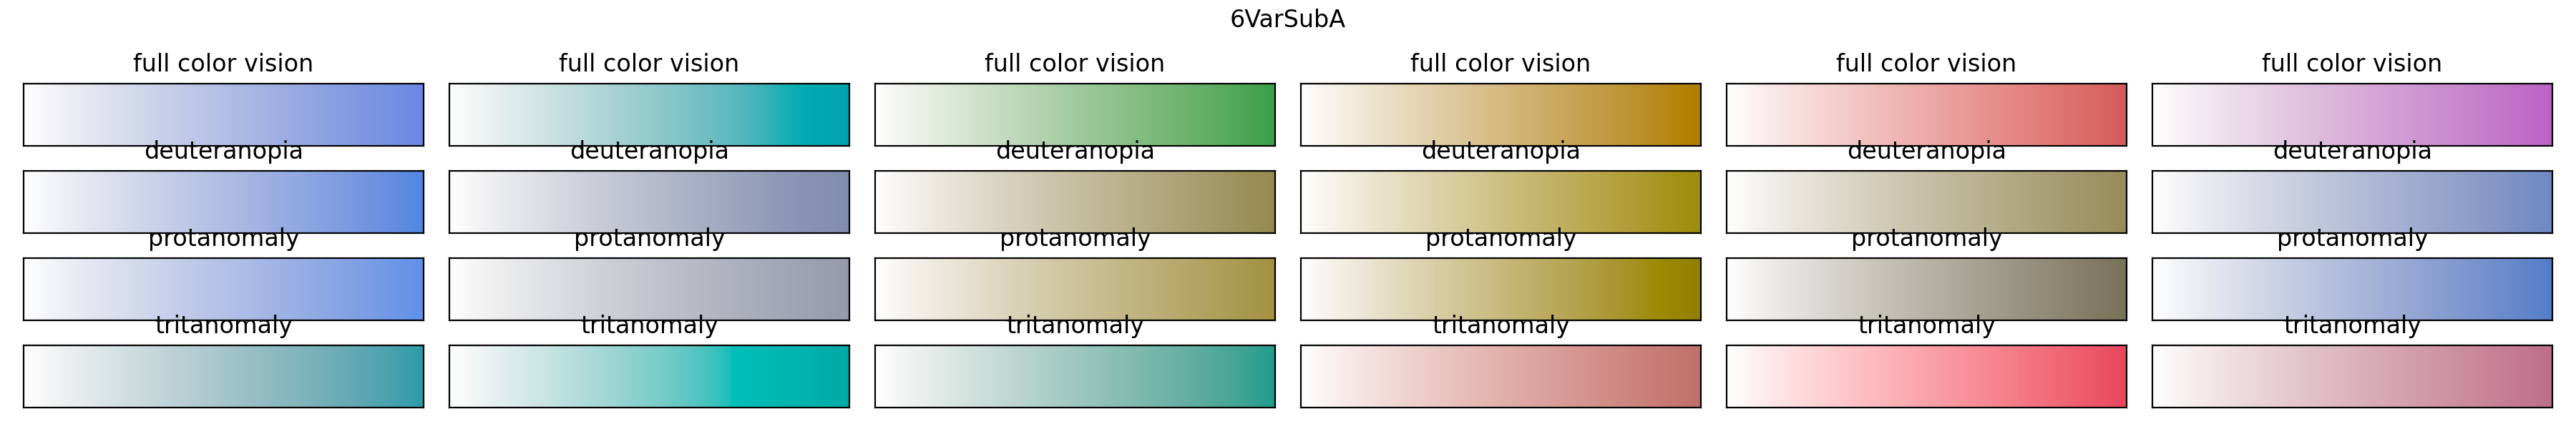 6VarSubA
full color vision full color vision full color vision full color vision full color vision full color vision
deuteranopia deuteranopia deuteranopia deuteranopia deuteranopia deuteranopia
protanomaly protanomaly protanomaly protanomaly protanomaly protanomaly
tritanomaly tritanomaly tritanomaly tritanomaly tritanomaly tritanomaly